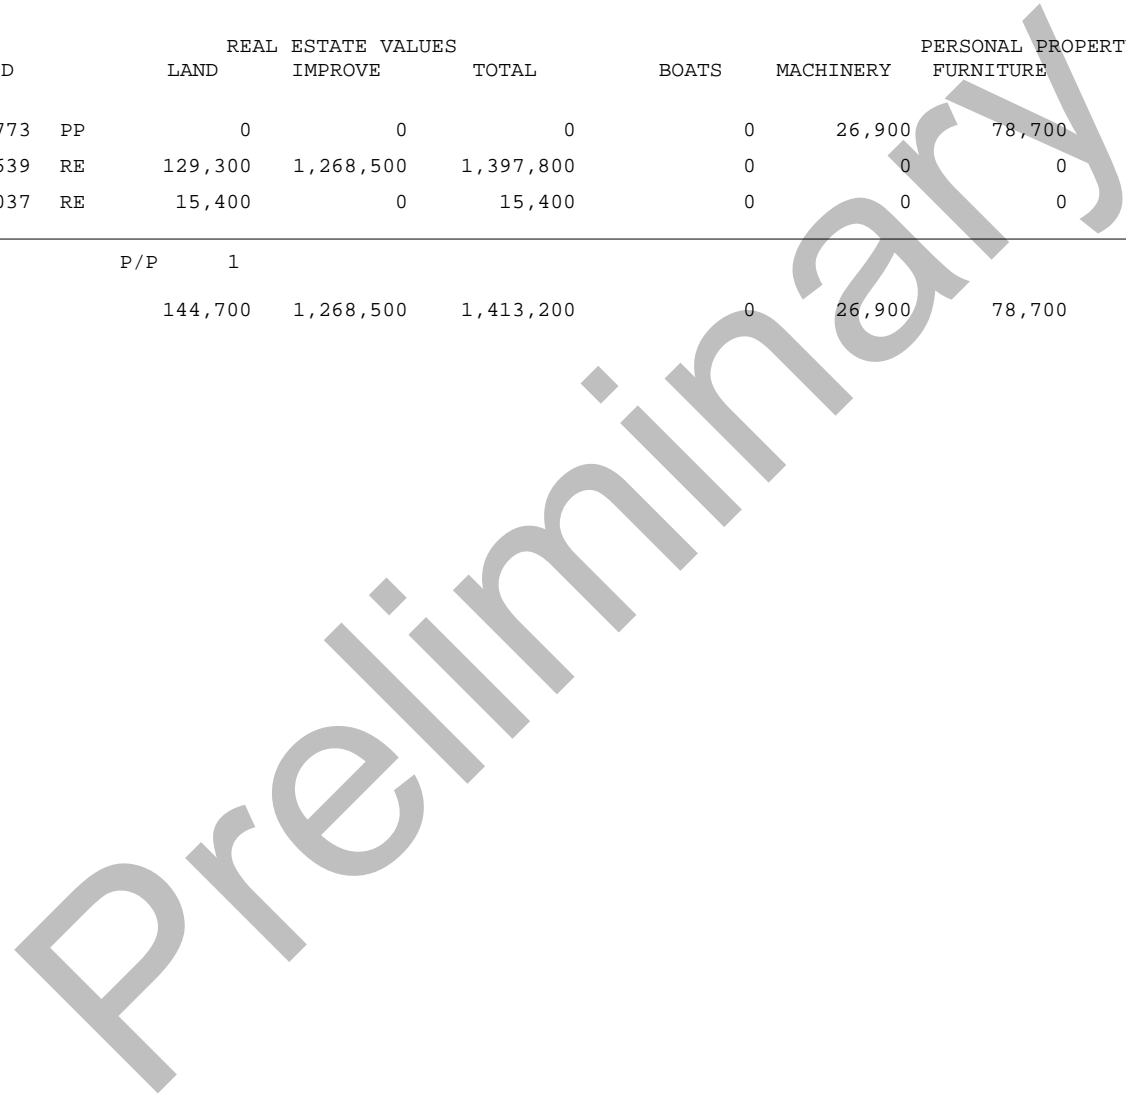 REAL ESTATE VALUES PERSONAL PROPERTY
D LAND IMPROVE TOTAL BOATS MACHINERY FURNITURE
773 PP 0 0 0 0 26,900 78,700
639 RE 129,300 1,268,500 1,397,800 0 0 0
037 RE 15,400 0 15,400 0 0 0
P/P 1
144,700 1,268,500 1,413,200 0 26,900 78,700
Preliminary